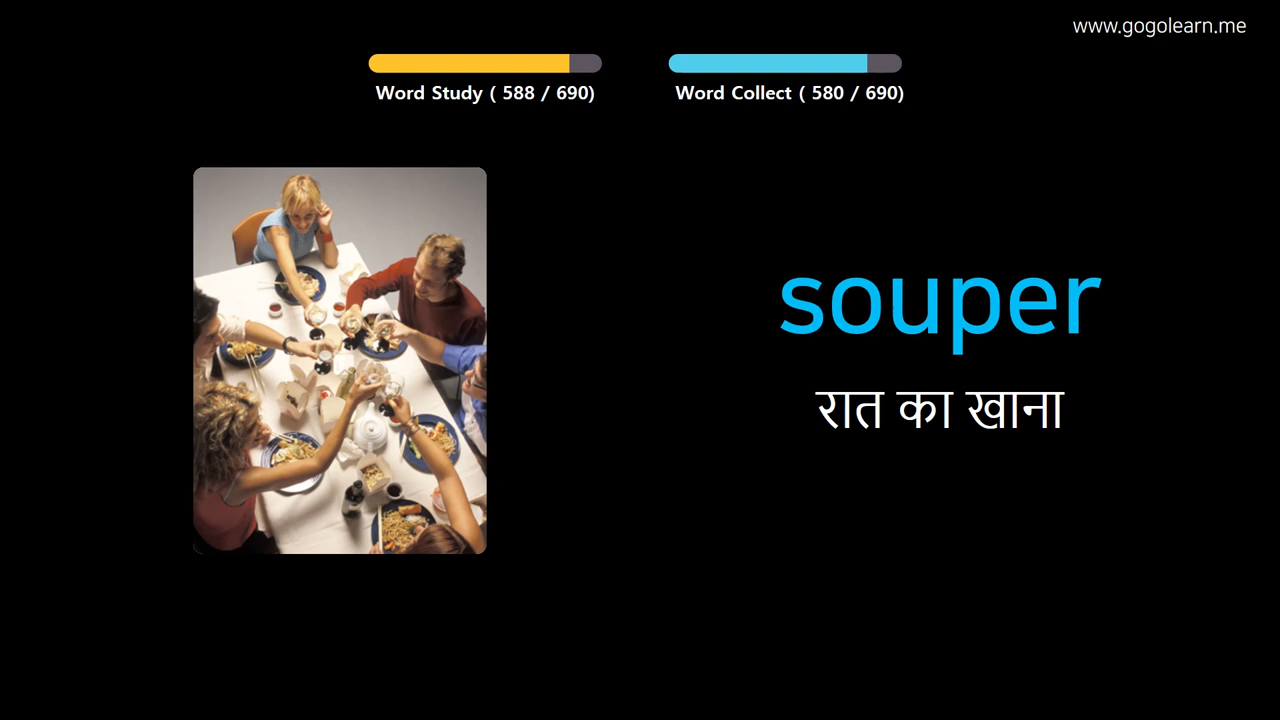 www.gogolearn.me
Word Study ( 588 / 690)
Word Collect ( 580 / 690)
souper
रात का खाना